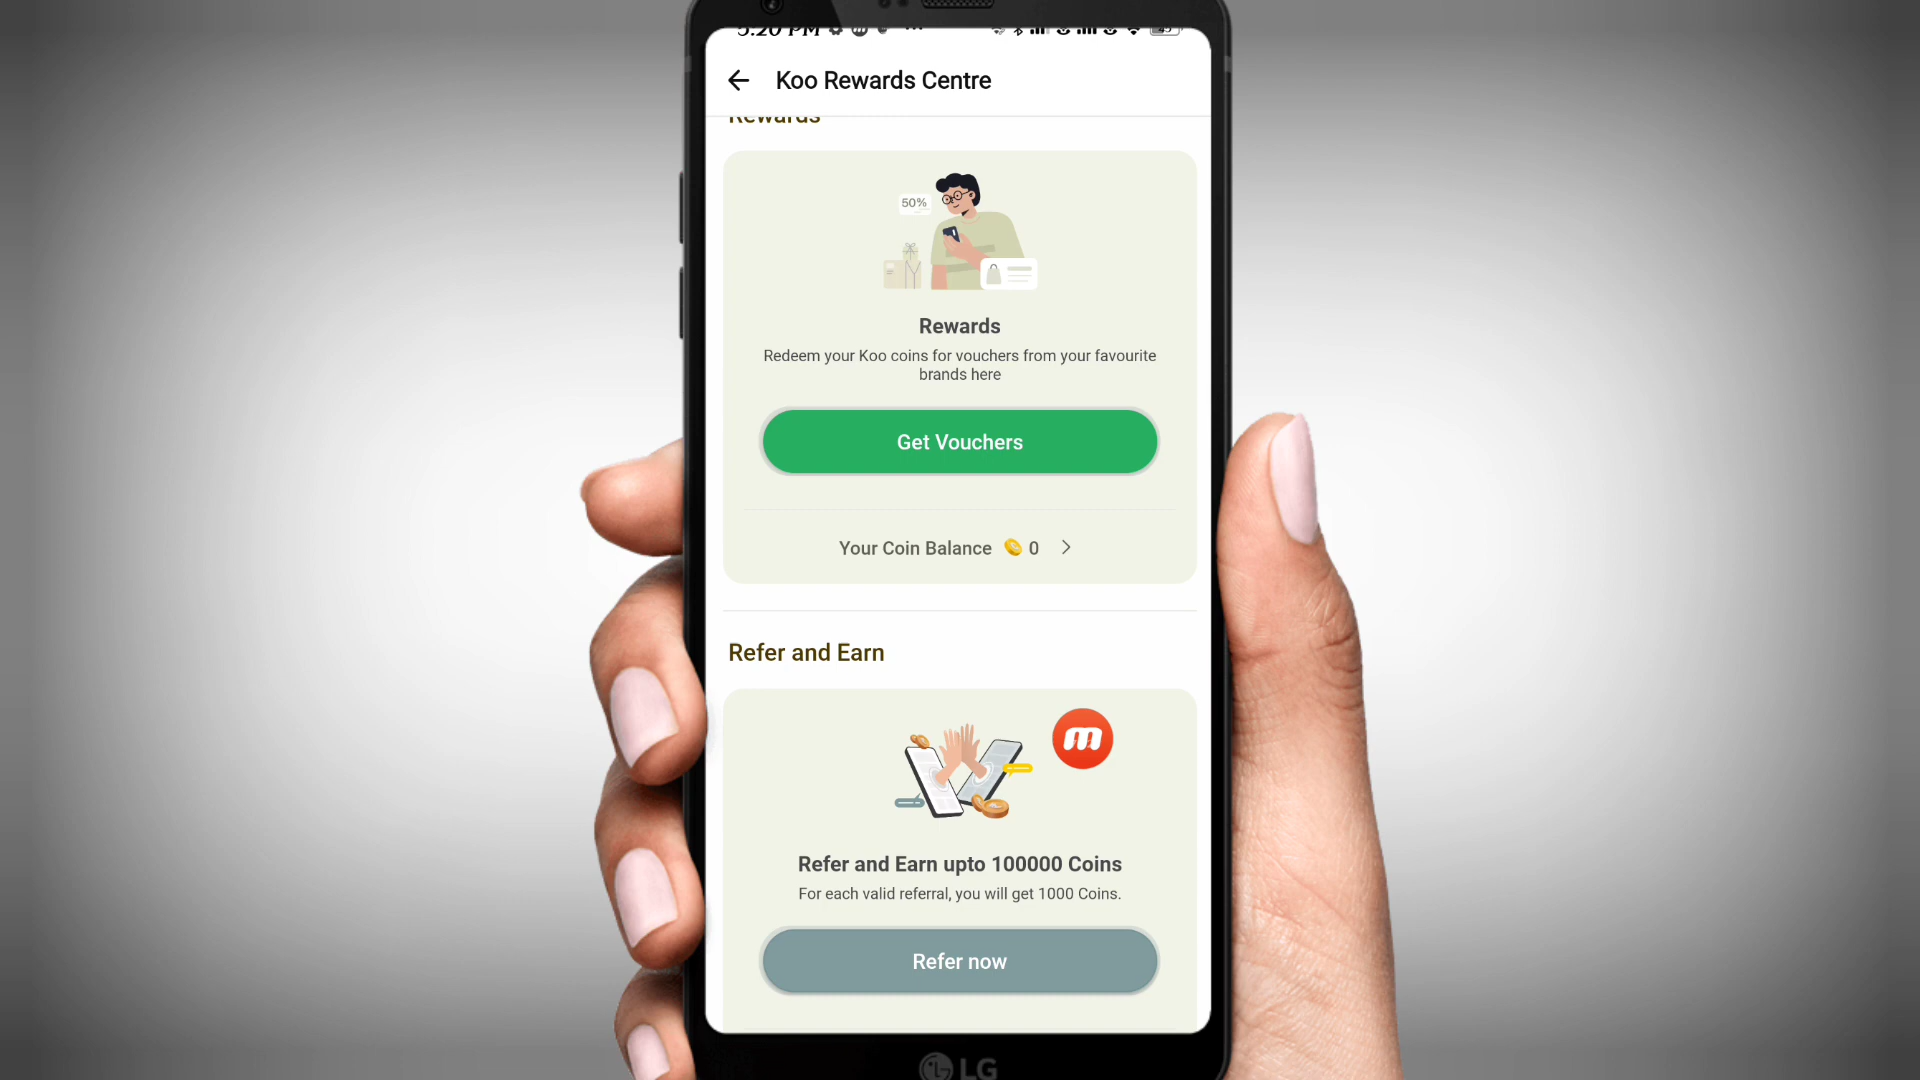 5:20 PM
Koo Rewards Centre
Rewards
50%
Rewards
Redeem your Koo coins for vouchers from your favourite
brands here
Get Vouchers
Your Coin Balance 0
Refer and Earn
m
Refer and Earn upto 100000 Coins
For each valid referral, you will get 1000 Coins.
Refer now
LG